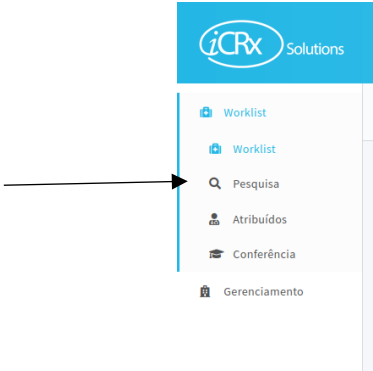 iCRx Solutions
Worklist
Worklist
Pesquisa
Atribuídos
Conferência
Gerenciamento